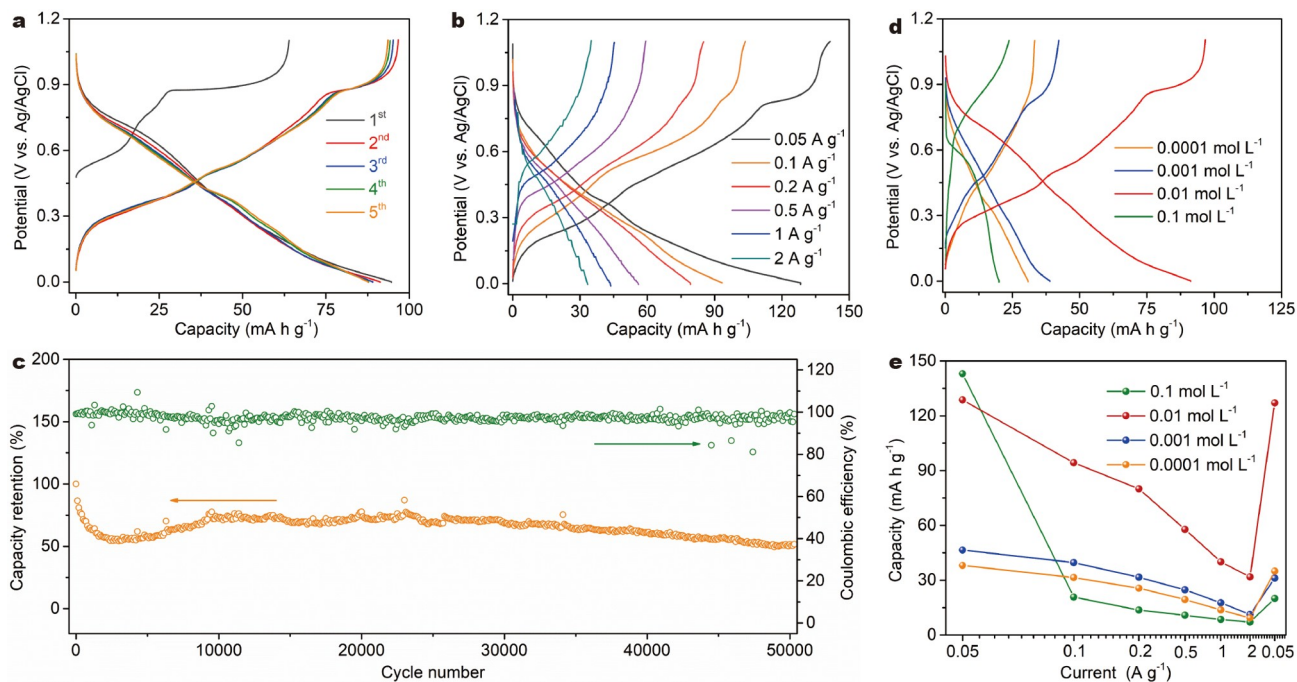 a
1.2
0.9
0.6
0.3
0.0
Potential (V vs. Ag/AgCl)
1st
2nd
3rd
4th
5th
0 25 50 75 100
Capacity (mA h g-1)
b
1.2
0.9
0.6
0.3
0.0
Potential (V vs. Ag/AgCl)
0.05 A g-1
0.1 A g-1
0.2 A g-1
0.5 A g-1
1 A g-1
2 A g-1
0 30 60 90 120 150
Capacity (mA h g-1)
d
1.2
0.9
0.6
0.3
0.0
Potential (V vs. Ag/AgCl)
0.0001 mol L-1
0.001 mol L-1
0.01 mol L-1
0.1 mol L-1
0 25 50 75 100 125
Capacity (mA h g-1)
c
200
150
100
50
0
Capacity retention (%)
120
100
80
60
40
20
0
Coulombic efficiency (%)
0 10000 20000 30000 40000 50000
Cycle number
e
150
120
90
60
30
0
Capacity (mA h g-1)
0.1 mol L-1
0.01 mol L-1
0.001 mol L-1
0.0001 mol L-1
0.05 0.1 0.2 0.5 1 2 0.05
Current (A g-1)